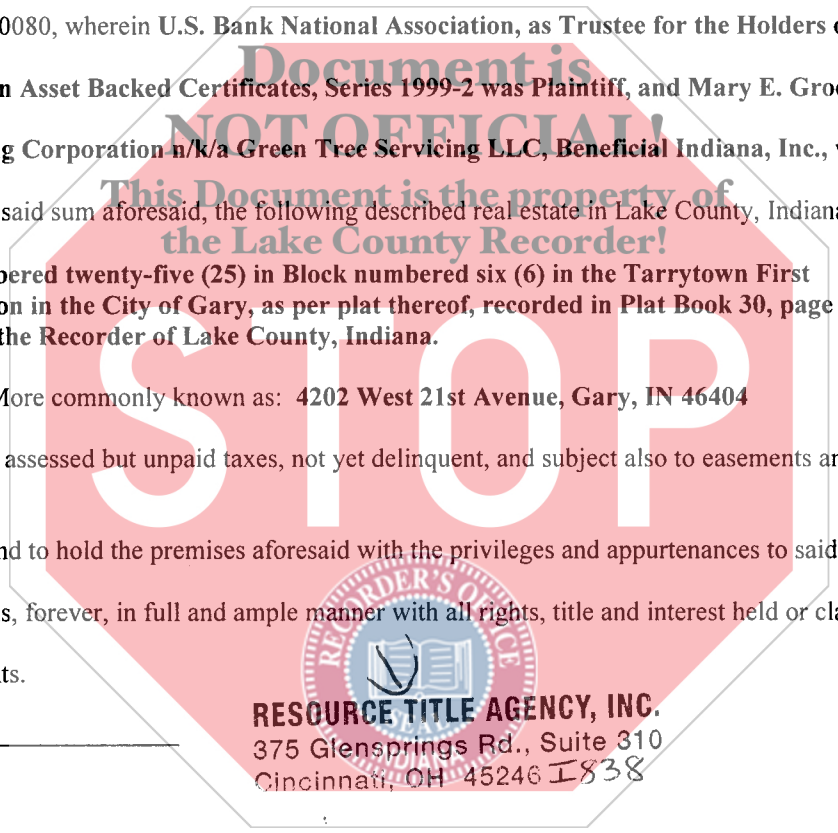 0080, wherein U.S. Bank National Association, as Trustee for the Holders
Document is
n Asset Backed Certificates, Series 1999-2 was Plaintiff, and Mary E. Gro
NOT OFFICIAL!
g Corporation n/k/a Green Tree Servicing LLC, Beneficial Indiana, Inc.,
This Document is the property of
said sum aforesaid, the following described real estate in Lake County, Indiana
the Lake County Recorder!
bered twenty-five (25) in Block numbered six (6) in the Tarrytown First
on in the City of Gary, as per plat thereof, recorded in Plat Book 30, page
the Recorder of Lake County, Indiana.
STOP
More commonly known as: 4202 West 21st Avenue, Gary, IN 46404
assessed but unpaid taxes, not yet delinquent, and subject also to easements an
nd to hold the premises aforesaid with the privileges and appurtenances to said
s, forever, in full and ample manner with all rights, title and interest held or cla
ts.
RECORDER'S OFFICE
SEAL
INDIANA
RESOURCE TITLE AGENCY, INC.
375 Glensprings Rd., Suite 310
Cincinnati, OH 45246 I838